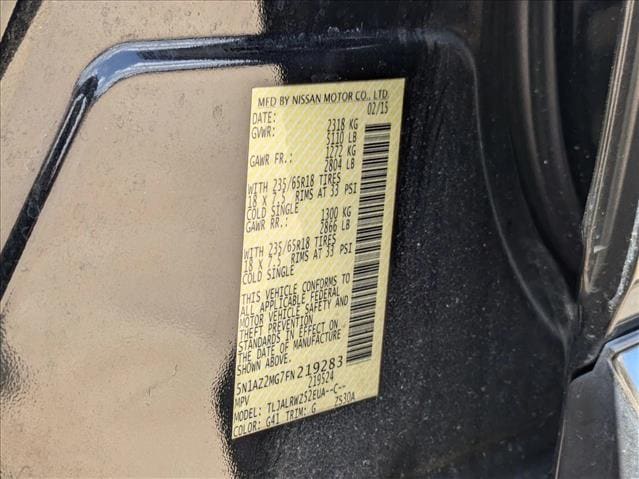 MFD BY NISSAN MOTOR CO., LTD.
DATE: 02/15
GVWR: 2318 KG
5110 LB
GAWR FR.: 1272 KG
2804 LB
WITH 235/65R18 TIRES
18 X 7.5 RIMS AT 33 PSI
COLD SINGLE
GAWR RR.: 1300 KG
2866 LB
WITH 235/65R18 TIRES
18 X 7.5 RIMS AT 33 PSI
COLD SINGLE
THIS VEHICLE CONFORMS TO
ALL APPLICABLE FEDERAL
MOTOR VEHICLE SAFETY AND
THEFT PREVENTION
STANDARDS IN EFFECT ON
THE DATE OF MANUFACTURE
SHOWN ABOVE.
5N1AZ2MG7FN219283
MPV 219524
MODEL: TLJALRWZ52EUA--C--
COLOR: G41 TRIM: G Z530A